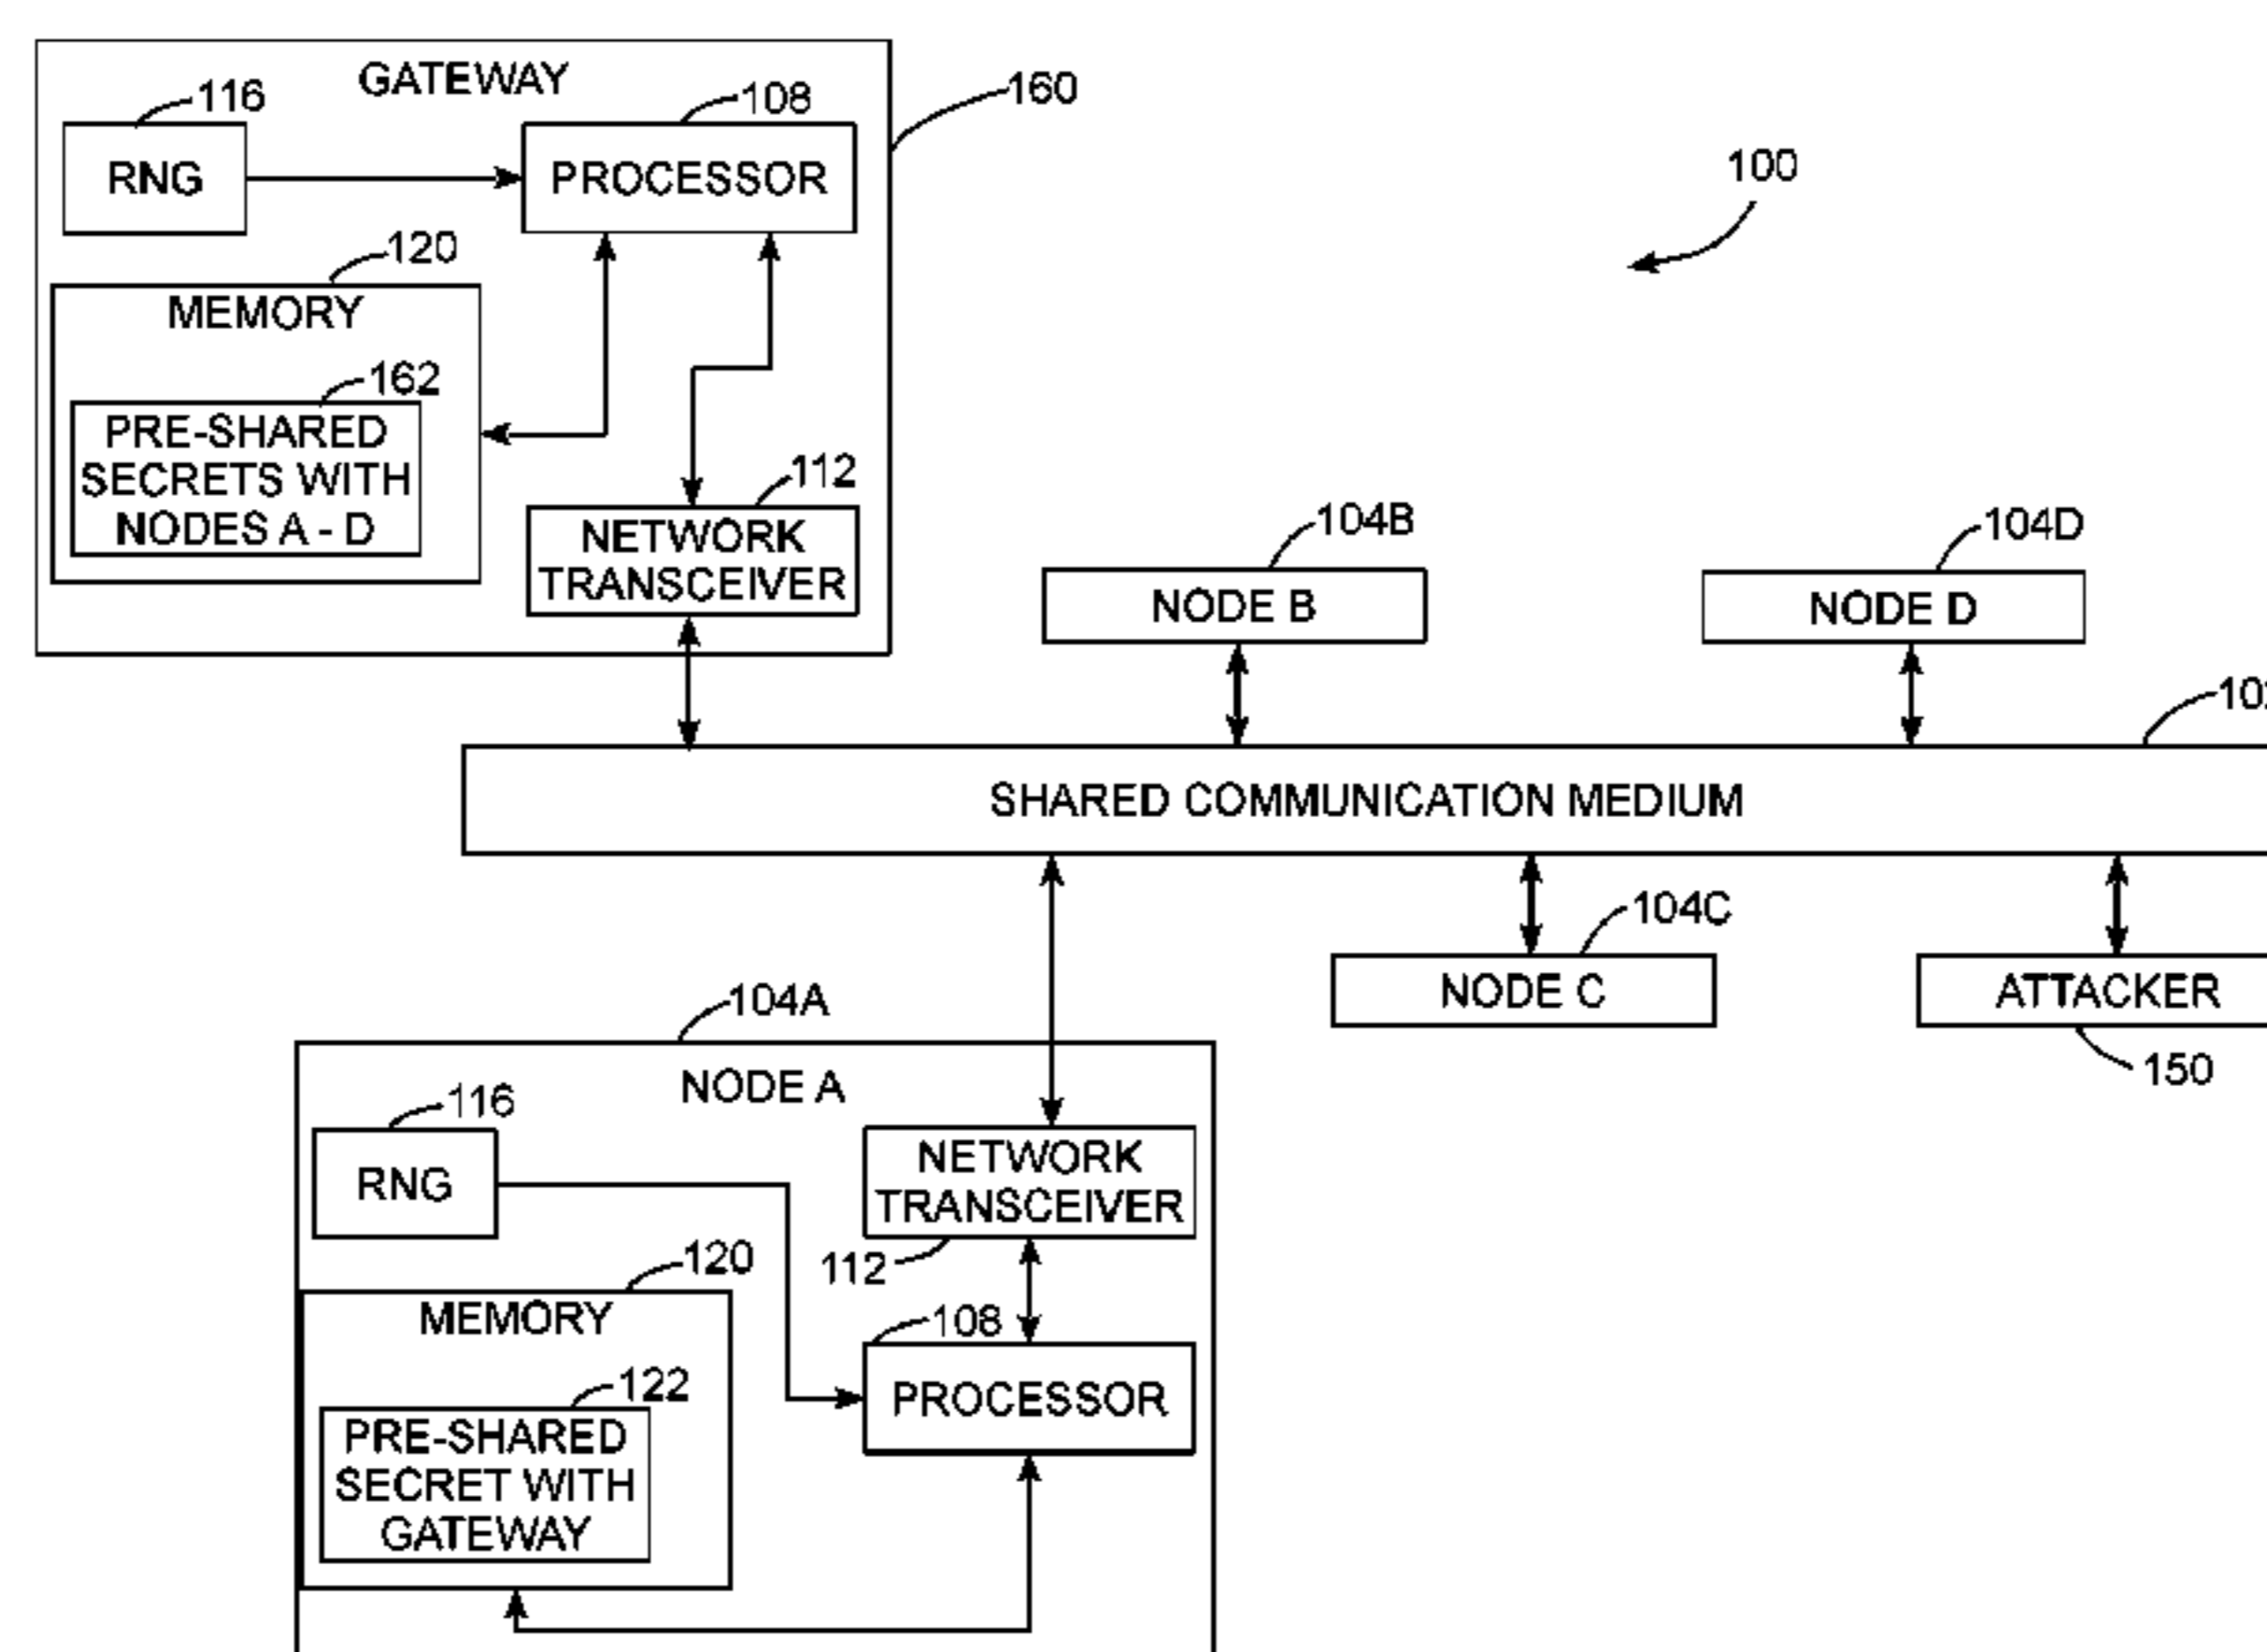 GATEWAY
116
108
160
RNG
PROCESSOR
100
120
MEMORY
162
PRE-SHARED
SECRETS WITH
NODES A - D
112
NETWORK
TRANSCEIVER
104B
NODE B
104D
NODE D
SHARED COMMUNICATION MEDIUM
104C
NODE C
ATTACKER
150
104A
NODE A
116
RNG
NETWORK
TRANSCEIVER
112
120
MEMORY
108
PROCESSOR
122
PRE-SHARED
SECRET WITH
GATEWAY